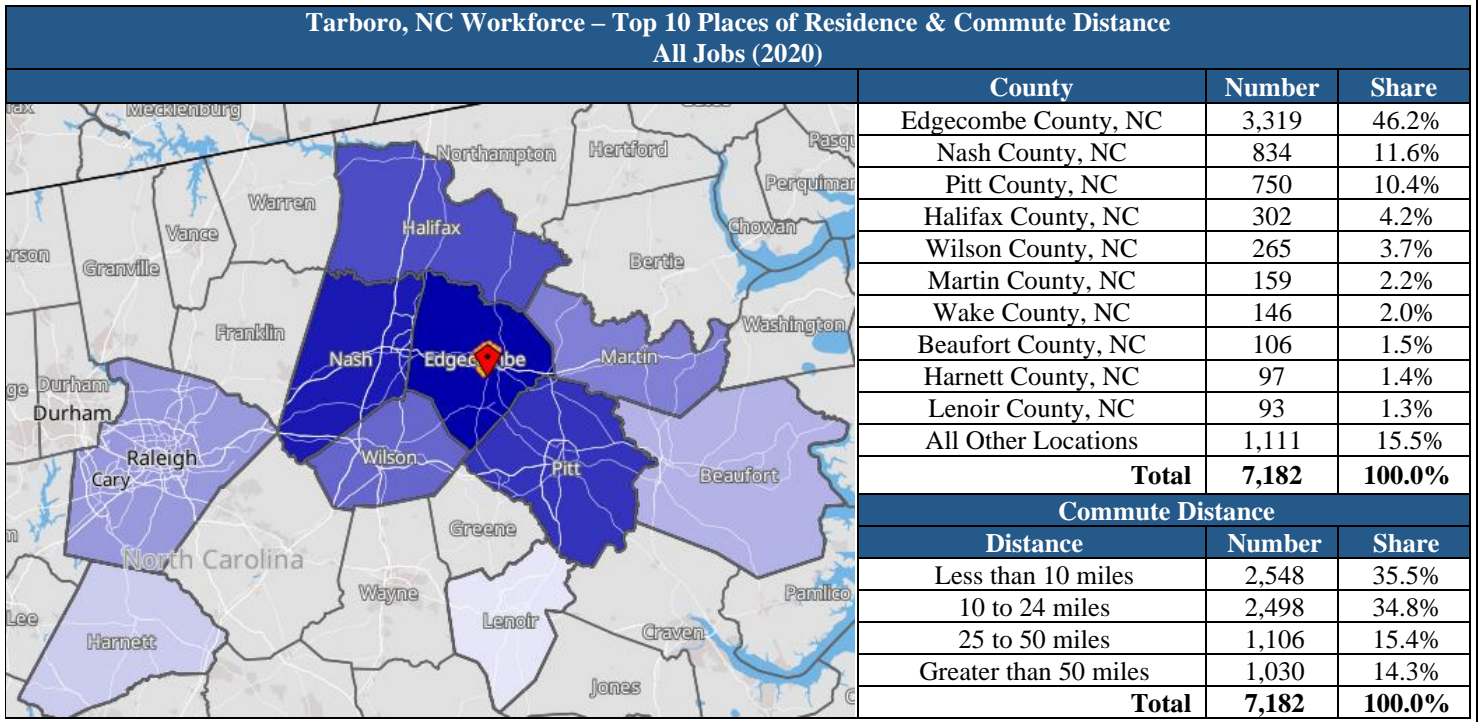 Tarboro, NC Workforce – Top 10 Places of Residence & Commute Distance
All Jobs (2020)
County Number Share
Edgecombe County, NC 3,319 46.2%
Nash County, NC 834 11.6%
Pitt County, NC 750 10.4%
Halifax County, NC 302 4.2%
Wilson County, NC 265 3.7%
Martin County, NC 159 2.2%
Wake County, NC 146 2.0%
Beaufort County, NC 106 1.5%
Harnett County, NC 97 1.4%
Lenoir County, NC 93 1.3%
All Other Locations 1,111 15.5%
Total 7,182 100.0%
Commute Distance
Distance Number Share
Less than 10 miles 2,548 35.5%
10 to 24 miles 2,498 34.8%
25 to 50 miles 1,106 15.4%
Greater than 50 miles 1,030 14.3%
Total 7,182 100.0%
Mecklenburg
Northampton
Hertford
Warren
Halifax
Chowan
Vance
Granville
Bertie
Franklin
Washington
Nash
Martin
Durham
Durham
Raleigh
Cary
Wilson
Pitt
Beaufort
Greene
North Carolina
Wayne
Pamlico
Lee
Harnett
Lenoir
Craven
Jones